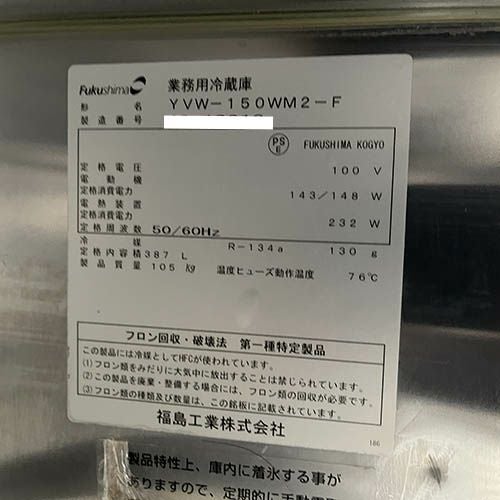 Fukushima 業務用冷蔵庫
形名 YVW-150WM2-F
製造番号
PS E FUKUSHIMA KOGYO
定格電圧 100 V
電動機
定格消費電力 143/148 W
電熱装置
定格消費電力 232 W
定格周波数 50/60Hz
冷媒 R-134a 130 g
定格内容積 387 L
製品質量 105 kg 温度ヒューズ動作温度 76℃
フロン回収・破壊法 第一種特定製品
この製品には冷媒としてHFCが使われています。
(1)フロン類をみだりに大気中に放出することは禁じられています。
(2)この製品を廃棄・整備する場合には、フロン類の回収が必要です。
(3)フロン類の種類及び数量は、この銘板に記載されています。
福島工業株式会社
186
製品特性上、庫内に着氷する事が
ありますので、定期的に手動霜